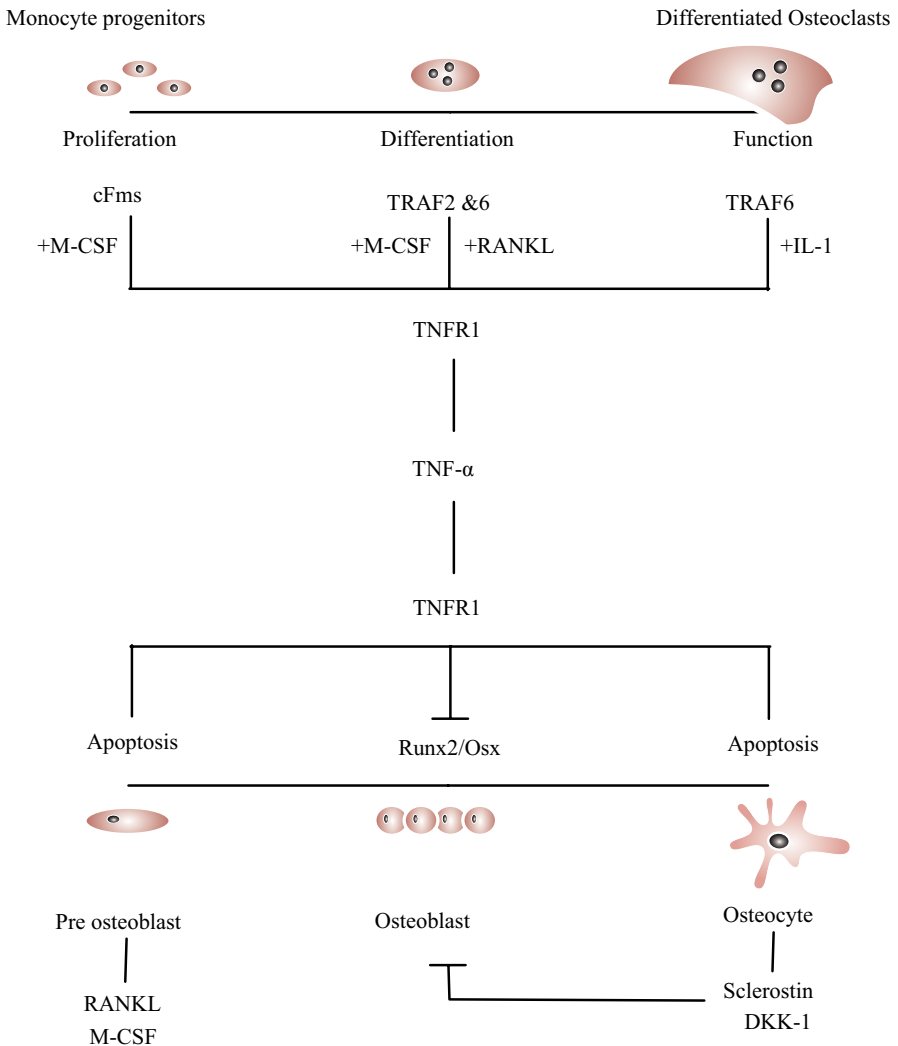 Monocyte progenitors
Differentiated Osteoclasts
Proliferation
Differentiation
Function
cFms
TRAF2 &6
TRAF6
+M-CSF
+M-CSF
+RANKL
+IL-1
TNFR1
TNF-α
TNFR1
Apoptosis
Runx2/Osx
Apoptosis
Pre osteoblast
Osteoblast
Osteocyte
RANKL
M-CSF
Sclerostin
DKK-1